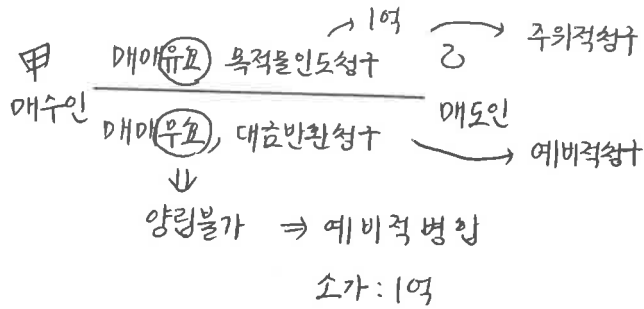 1억
甲 매매유효 목적물인도청구 乙 주위적청구
매수인 매도인
매매무효, 대금반환청구 예비적청구
⇓
양립불가 ⇒ 예비적 병합
소가 : 1억